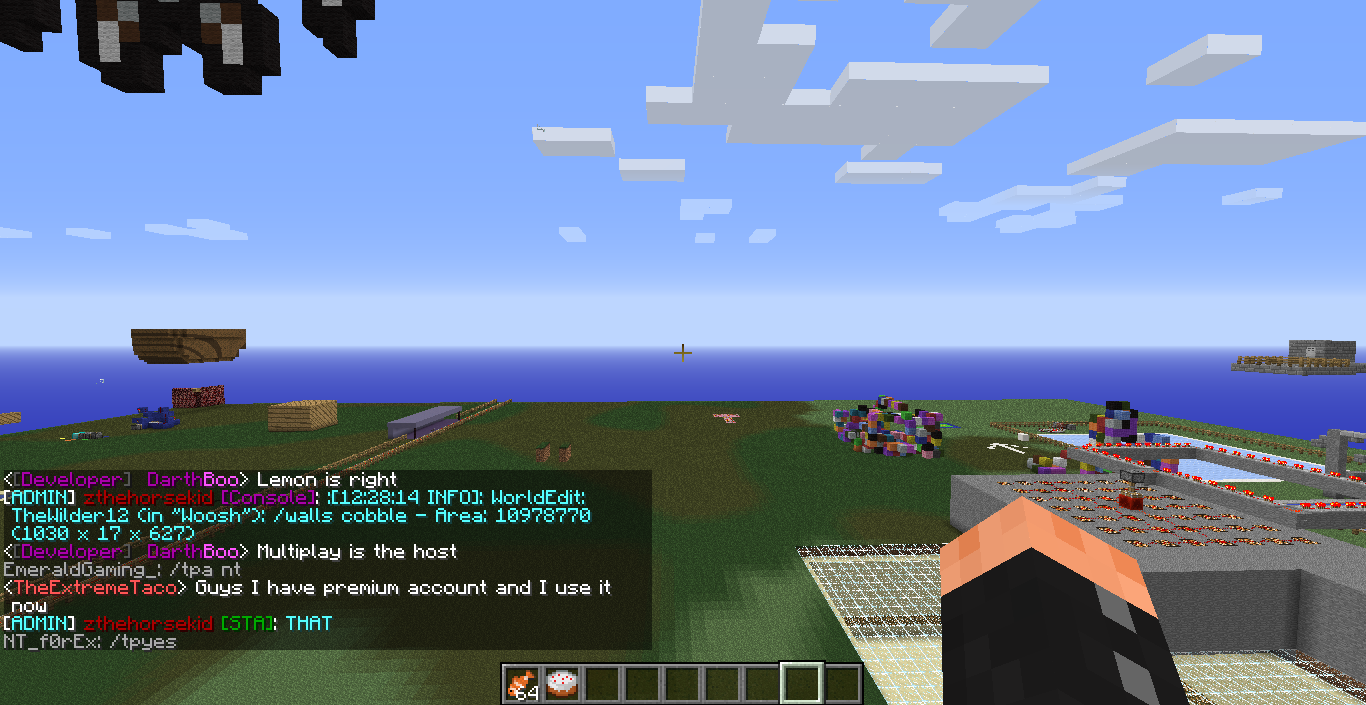 <[Developer] DarthBoo> Lemon is right
[ADMIN] zthehorsekid [Console]: :[12:28:14 INFO]: WorldEdit:
TheWilder12 (in "Woosh"): /walls cobble - Area: 10978770
(1030 x 17 x 627)
<[Developer] DarthBoo> Multiplay is the host
EmeraldGaming_: /tpa nt
<TheExtremeTaco> Guys I have premium account and I use it
now
[ADMIN] zthehorsekid [STA]: THAT
NT_f0rEx: /tpyes
64